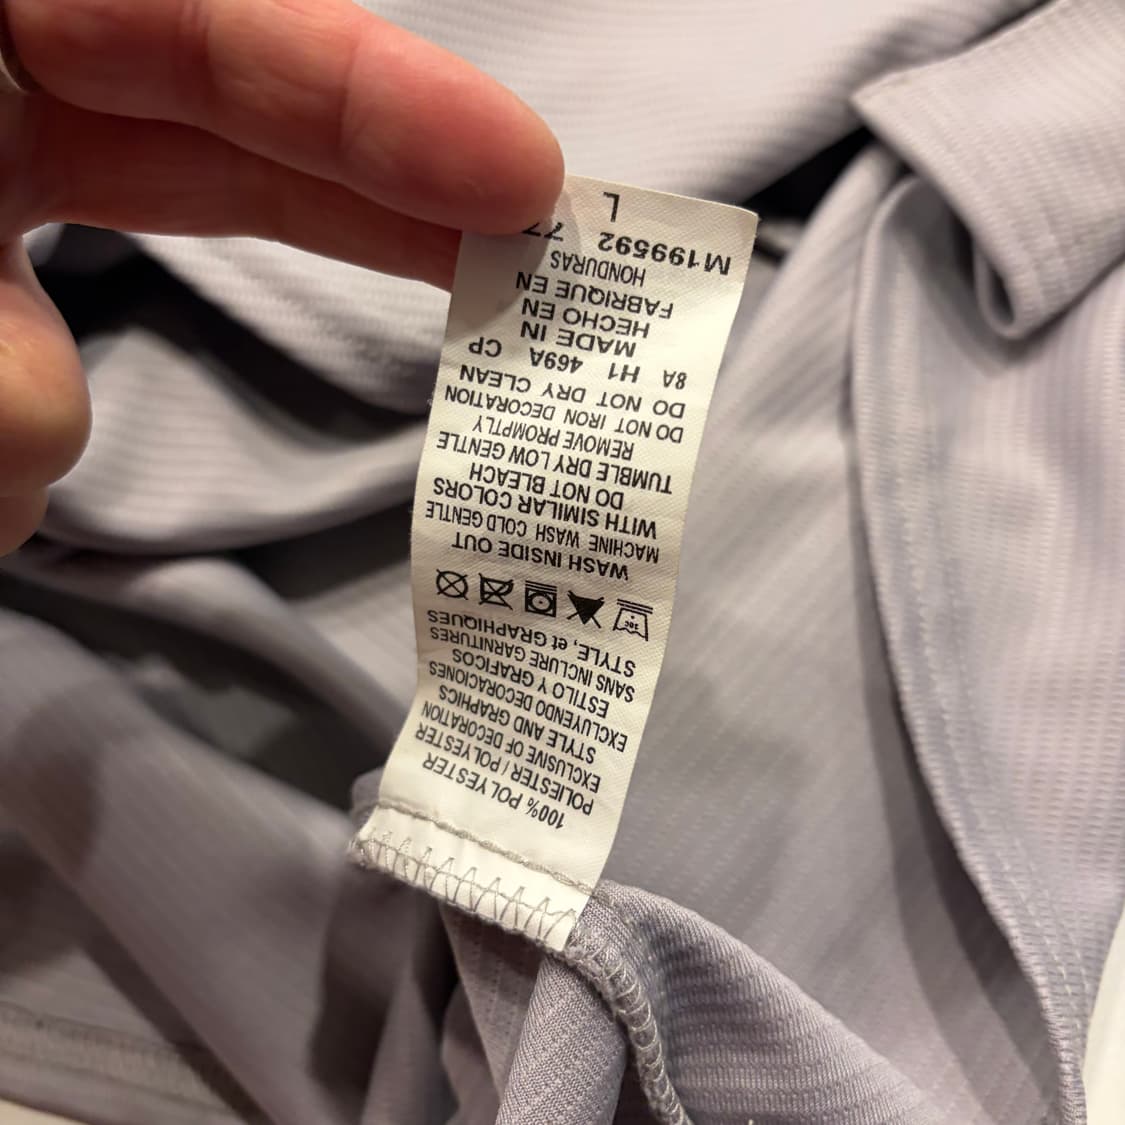 100% POLYESTER
POLIESTER / POLYESTER
EXCLUSIVE OF DECORATION
STYLE AND GRAPHICS
EXCLUYENDO DECORACIONES
ESTILO Y GRAFICOS
SANS INCLURE GARNITURES
STYLE, et GRAPHIQUES
30C
WASH INSIDE OUT
MACHINE WASH COLD GENTLE
WITH SIMILAR COLORS
DO NOT BLEACH
TUMBLE DRY LOW GENTLE
REMOVE PROMPTLY
DO NOT IRON DECORATION
DO NOT DRY CLEAN
8A H1 469A CP
MADE IN
HECHO EN
FABRIQUE EN
HONDURAS
M199592
L